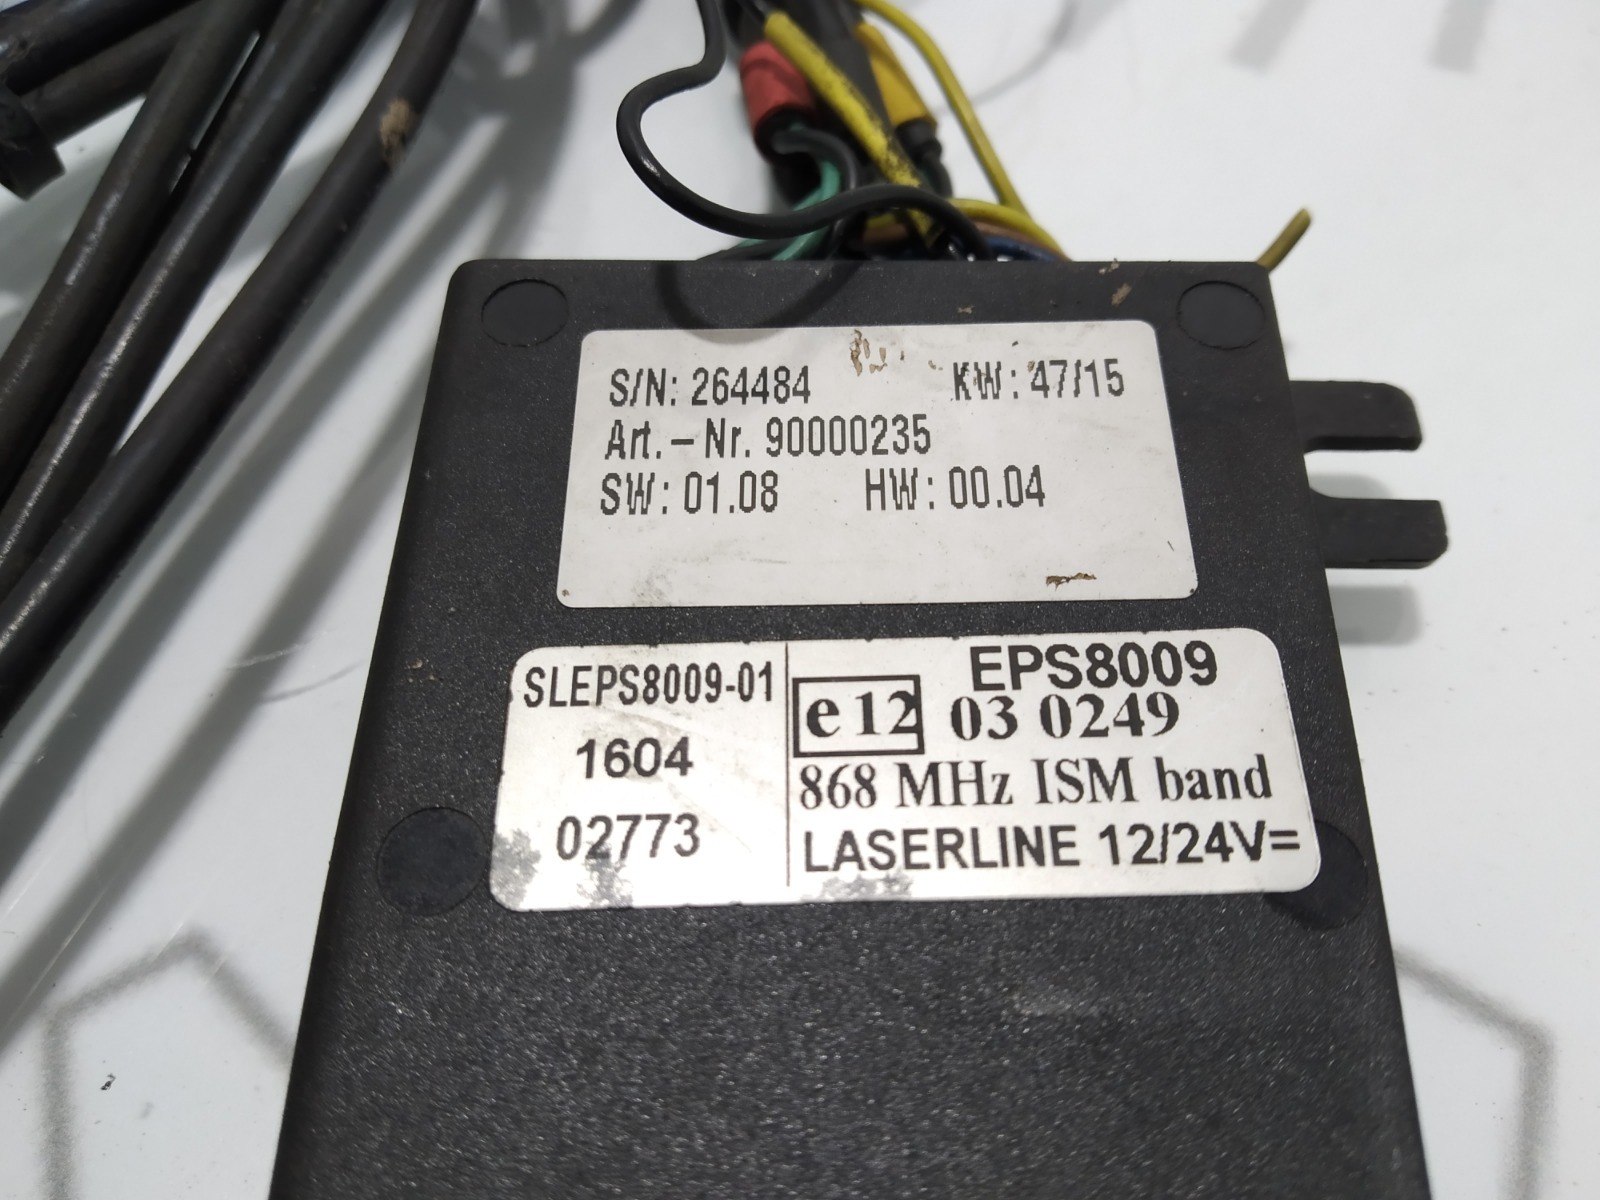 S/N: 264484 KW: 47/15
Art. - Nr. 90000235
SW: 01.08 HW: 00.04
SLEPS8009-01
1604
02773
EPS8009
e12 03 0249
868 MHz ISM band
LASERLINE 12/24V=